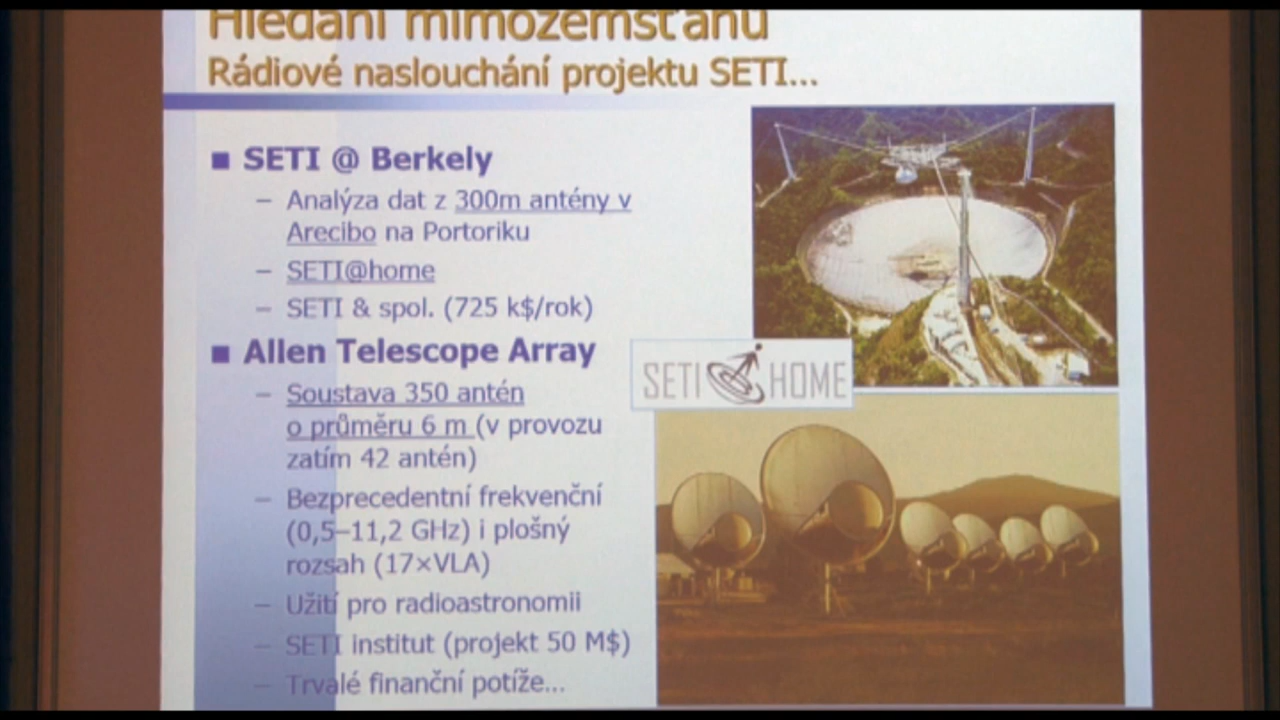 Hledání mimozemšťanů
Rádiové naslouchání projektu SETI...
SETI @ Berkely
– Analýza dat z 300m antény v
Arecibo na Portoriku
– SETI@home
– SETI & spol. (725 k$/rok)
Allen Telescope Array
– Soustava 350 antén
o průměru 6 m (v provozu
zatím 42 antén)
– Bezprecedentní frekvenční
(0,5–11,2 GHz) i plošný
rozsah (17×VLA)
– Užití pro radioastronomii
– SETI institut (projekt 50 M$)
– Trvalé finanční potíže...
SETI HOME